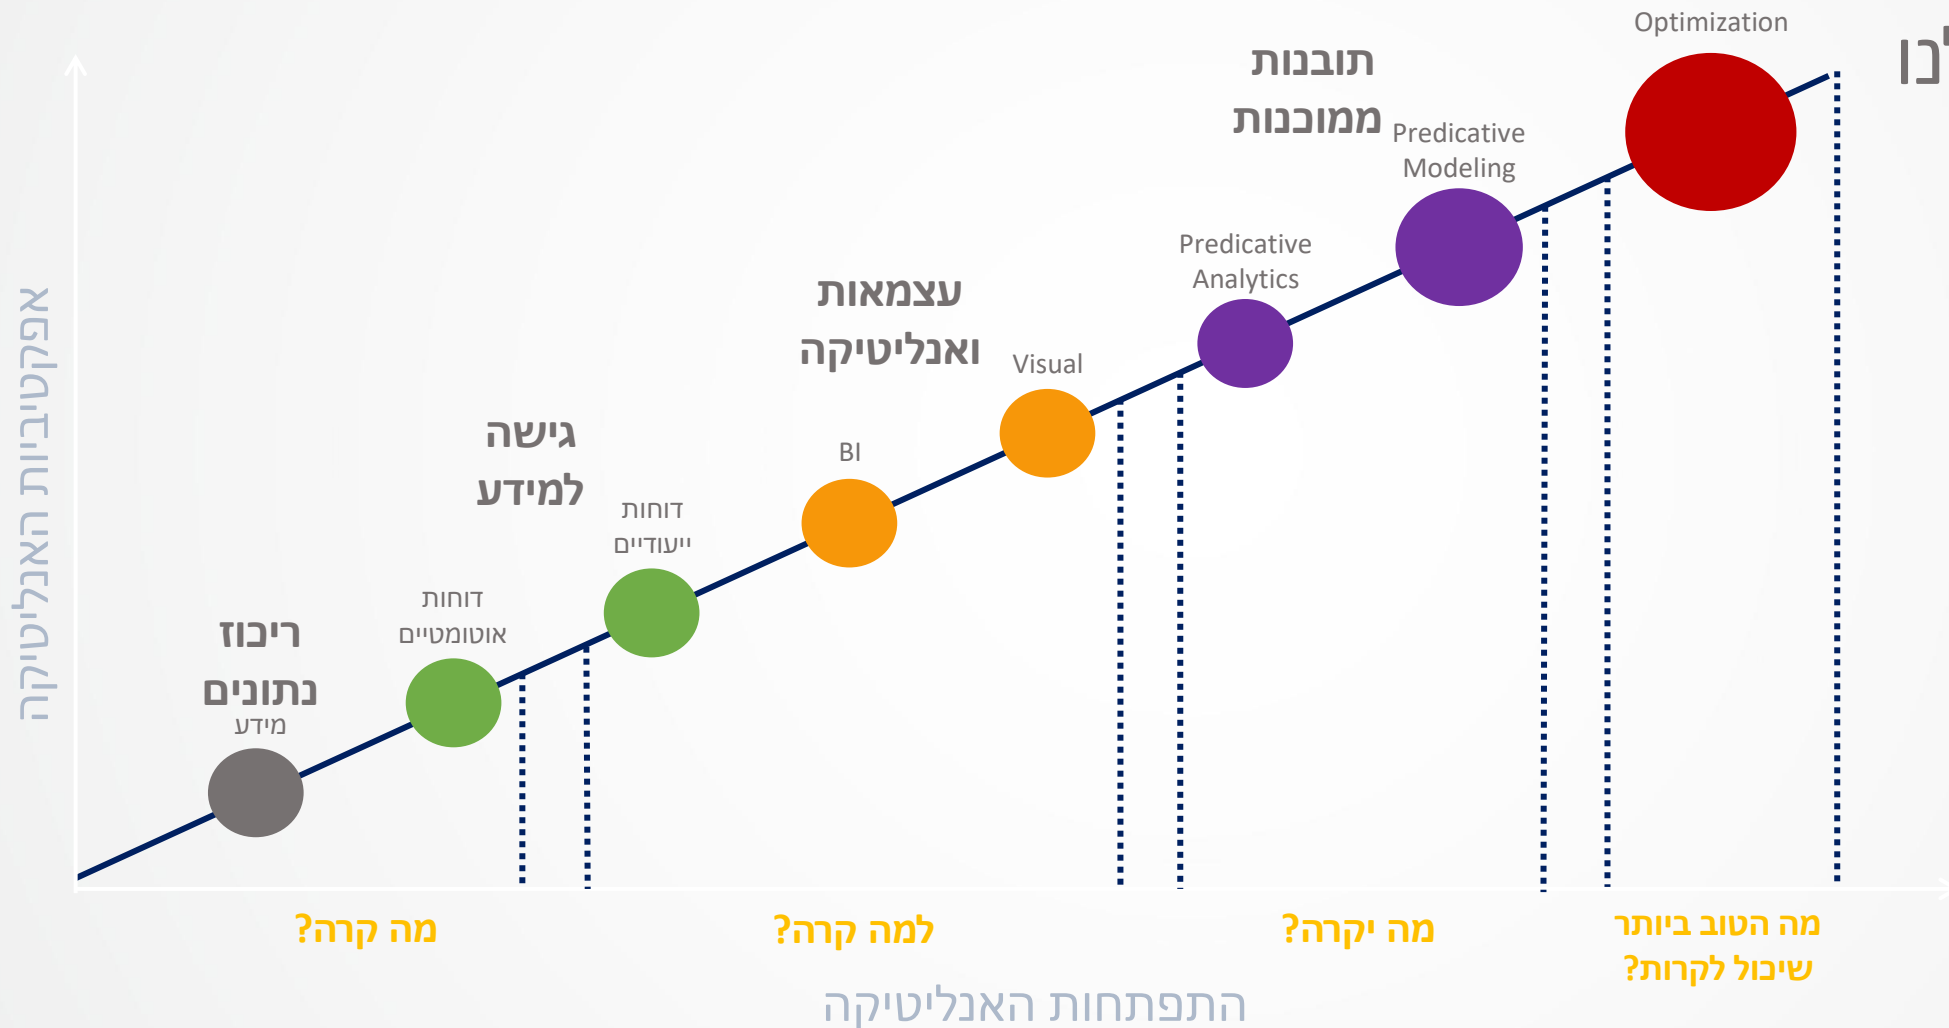 Optimization
תובנות
ממוכנות
Predicative
Modeling
Predicative
Analytics
עצמאות
ואנליטיקה
Visual
גישה
למידע
BI
דוחות
ייעודיים
דוחות
אוטומטיים
ריכוז
נתונים
מידע
אפקטיביות האנליטיקה
מה קרה?
למה קרה?
מה יקרה?
מה הטוב ביותר
שיכול לקרות?
התפתחות האנליטיקה